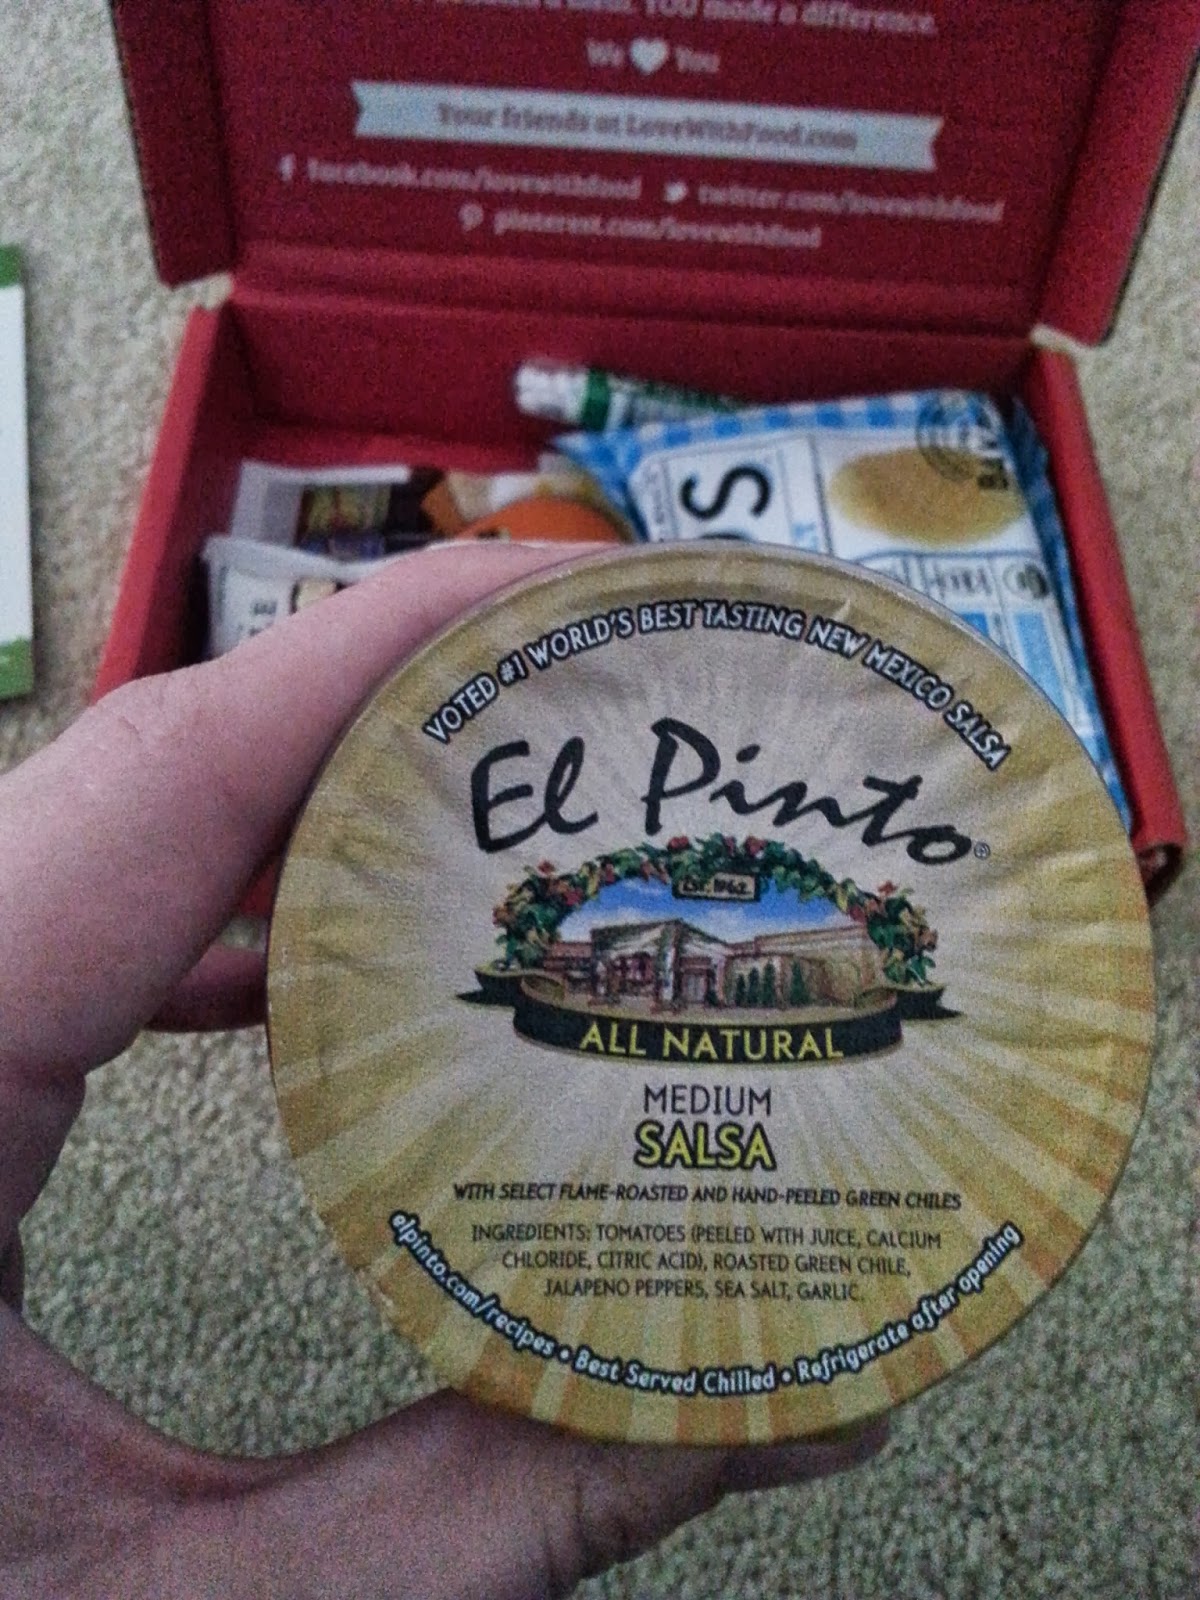 YOU made a difference.
We You
Your friends at LoveWithFood.com
facebook.com/lovewithfood twitter.com/lovewithfood
pinterest.com/lovewithfood
VOTED #1 WORLD'S BEST TASTING NEW MEXICO SALSA
El Pinto®
EST. 1962
ALL NATURAL
MEDIUM
SALSA
WITH SELECT FLAME-ROASTED AND HAND-PEELED GREEN CHILES
INGREDIENTS: TOMATOES (PEELED WITH JUICE, CALCIUM
CHLORIDE, CITRIC ACID), ROASTED GREEN CHILE,
JALAPENO PEPPERS, SEA SALT, GARLIC.
elpinto.com/recipes • Best Served Chilled • Refrigerate after opening